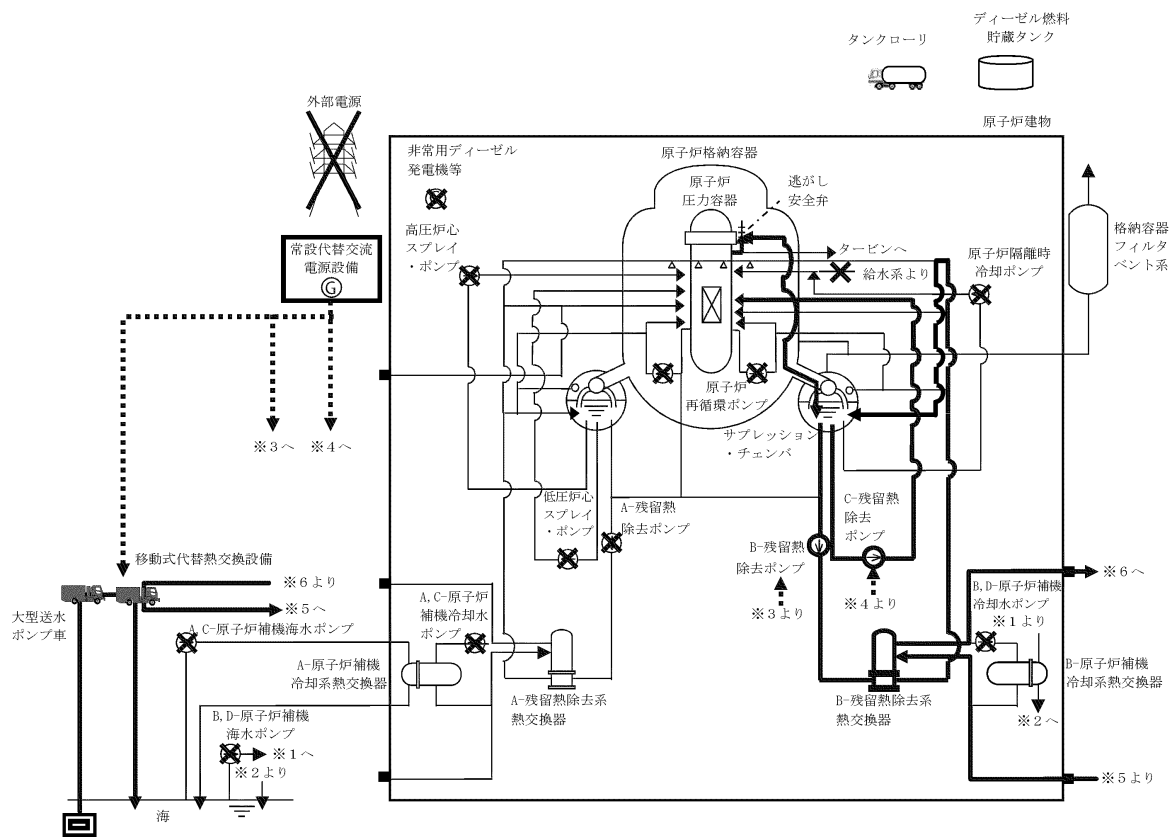 ディーゼル燃料
貯蔵タンク
タンクローリ
外部電源
原子炉建物
非常用ディーゼル
発電機等
原子炉格納容器
原子炉
圧力容器
逃がし
安全弁
高圧炉心
スプレイ
・ポンプ
常設代替交流
電源設備
G
タービンへ
給水系より
原子炉隔離時
冷却ポンプ
格納容器
フィルタ
ベント系
原子炉
再循環ポンプ
※3へ
※4へ
サプレッション
・チェンバ
低圧炉心
スプレイ
・ポンプ
A-残留熱
除去ポンプ
C-残留熱
除去
ポンプ
B-残留熱
除去ポンプ
※3より
※4より
移動式代替熱交換設備
※6より
※5へ
大型送水
ポンプ車
A,C-原子炉補機海水ポンプ
A,C-原子炉
補機冷却水
ポンプ
B,D-原子炉補機
冷却水ポンプ
※1より
※6へ
A-原子炉補機
冷却系熱交換器
B-原子炉補機
冷却系熱交換器
A-残留熱除去系
熱交換器
B-残留熱除去系
熱交換器
※2へ
B,D-原子炉補機
海水ポンプ
※1へ
※2より
※5より
海